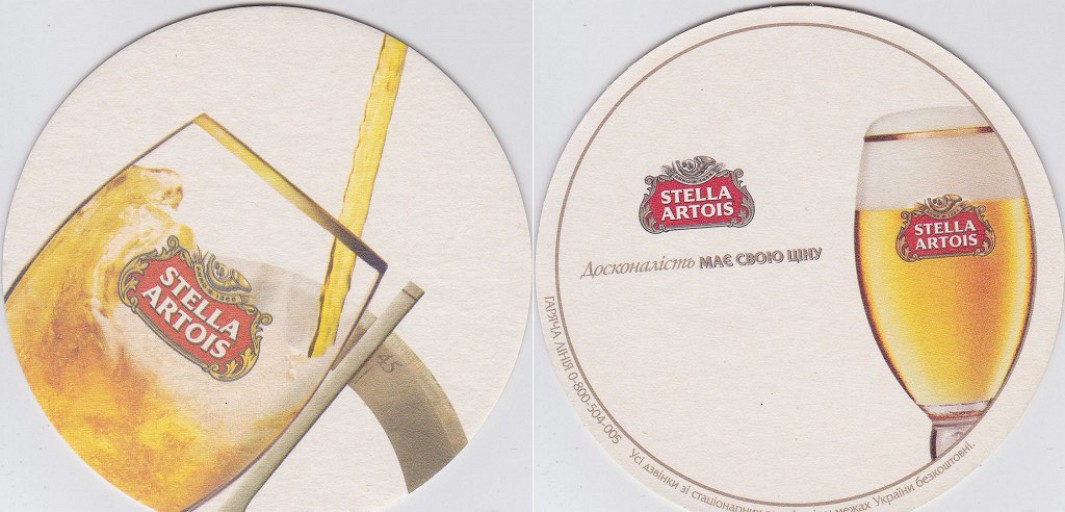 STELLA
ARTOIS
45
STELLA
ARTOIS
Досконалість МАЄ СВОЮ ЦІНУ
STELLA
ARTOIS
ГАРЯЧА ЛІНІЯ 0-800-504-005
Усі дзвінки зі стаціонарних межах України безкоштовні.